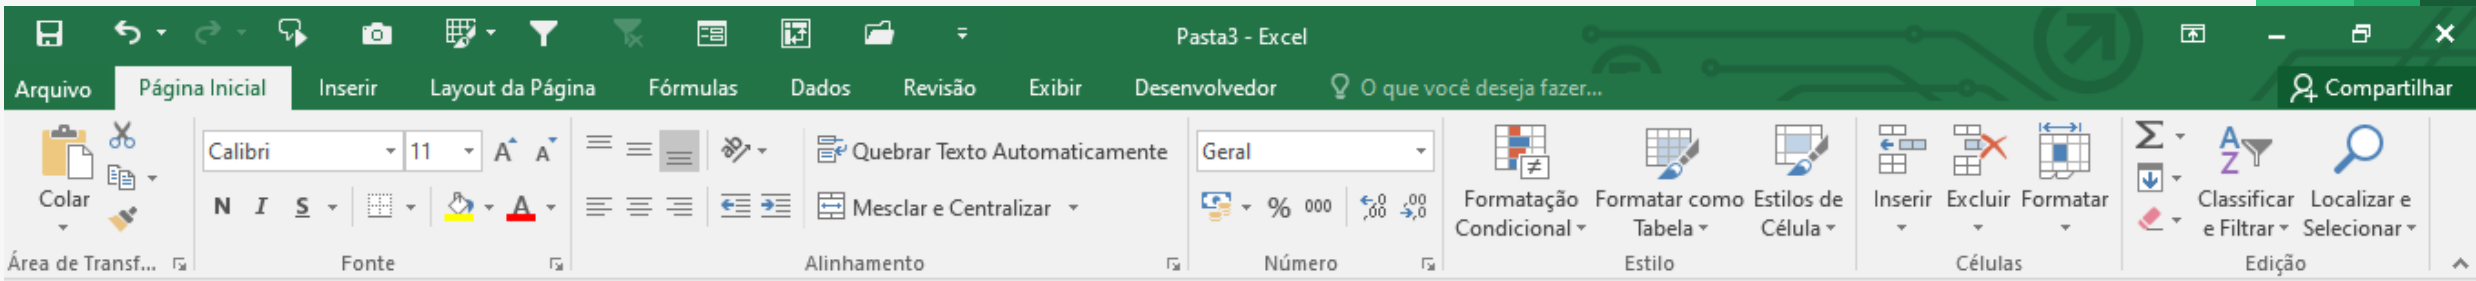 Pasta3 - Excel
Arquivo Página Inicial Inserir Layout da Página Fórmulas Dados Revisão Exibir Desenvolvedor O que você deseja fazer... Compartilhar
Colar
Área de Transf...
Calibri 11 A A
N I S A
Fonte
Quebrar Texto Automaticamente
Mesclar e Centralizar
Alinhamento
Geral
% 000
Número
Formatação Condicional
Formatar como Tabela
Estilos de Célula
Estilo
Inserir Excluir Formatar
Células
Σ
Classificar e Filtrar
Localizar e Selecionar
Edição